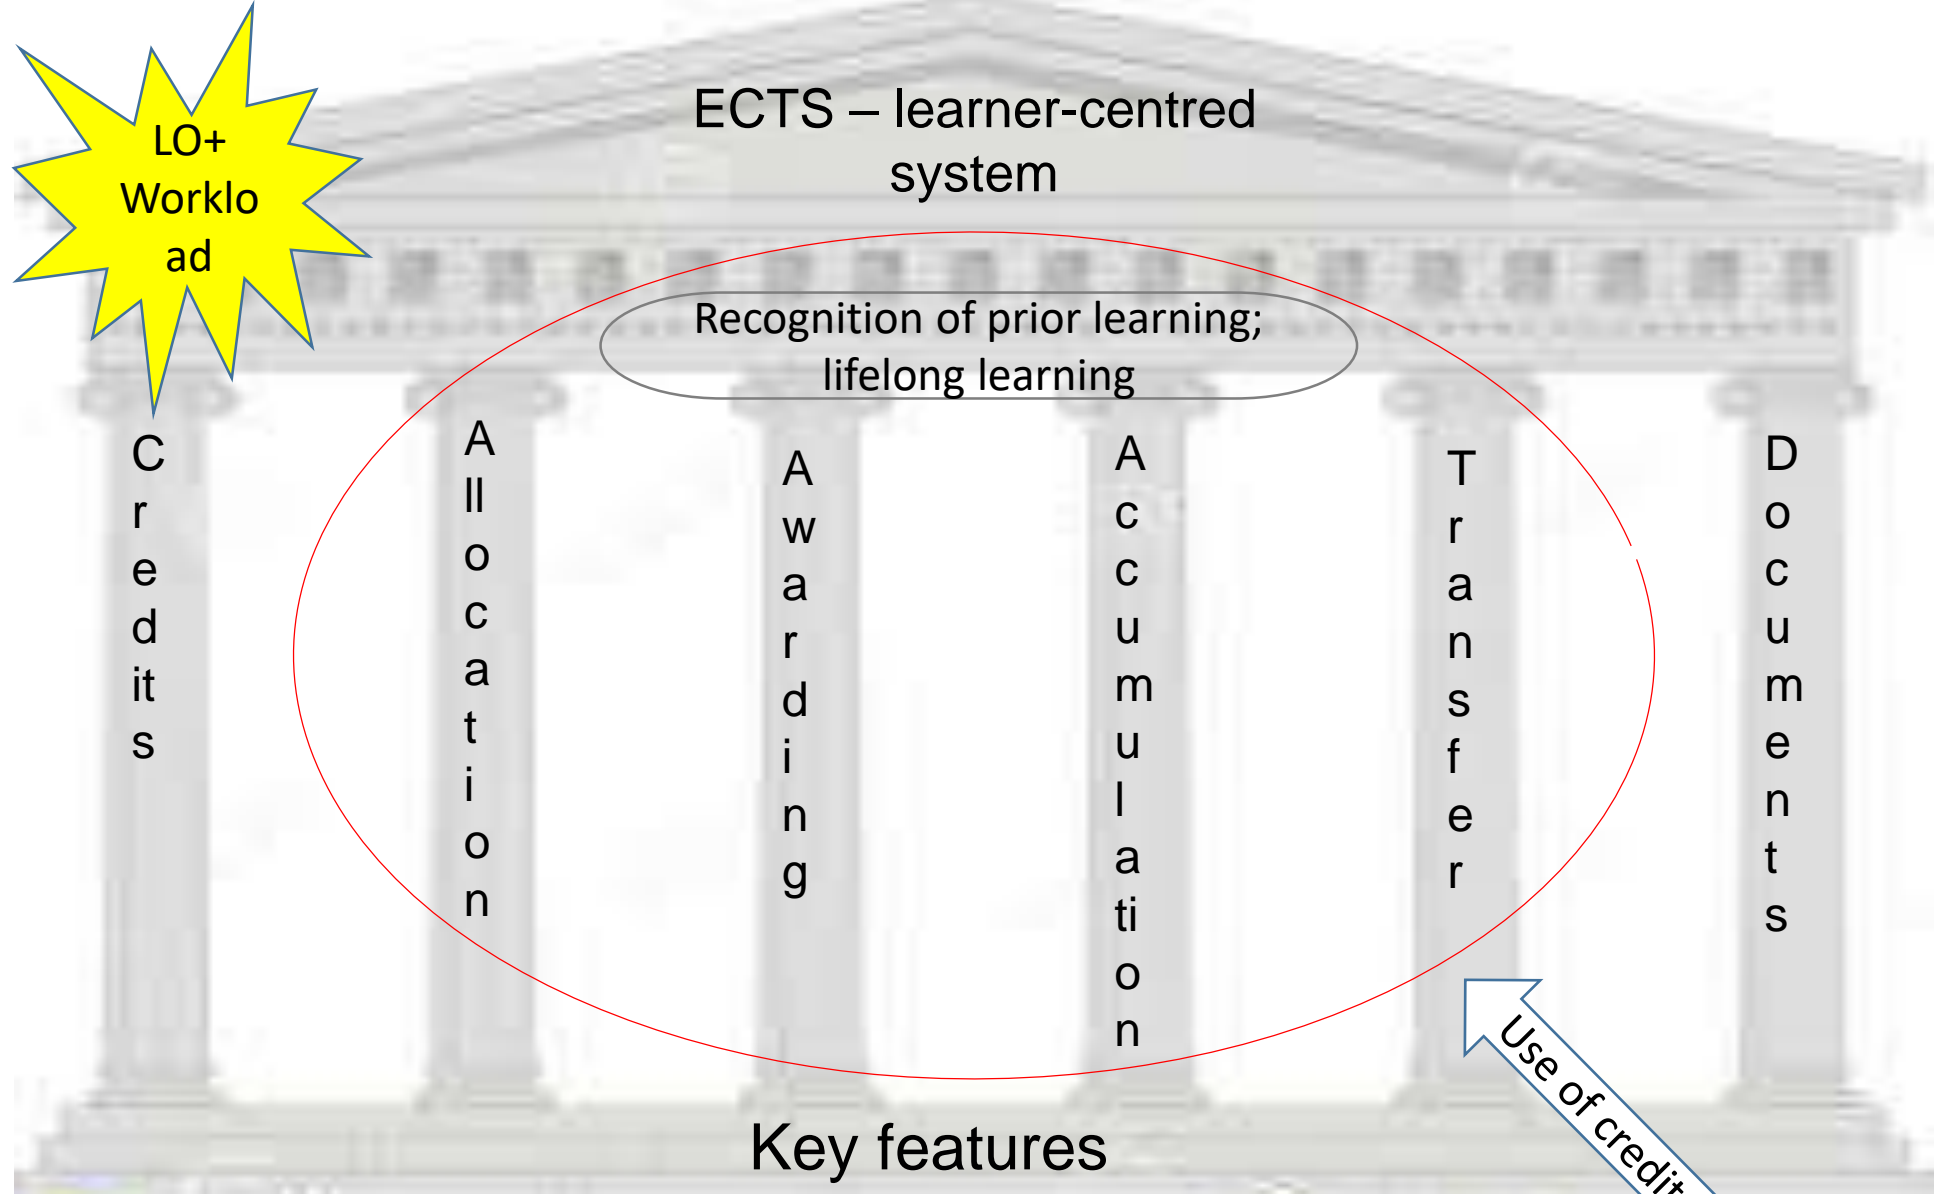 LO+
Worklo
ad
ECTS – learner-centred
system
Recognition of prior learning;
lifelong learning
Credits
Allocation
Awarding
Accumulation
Transfer
Documents
Use of credit
Key features